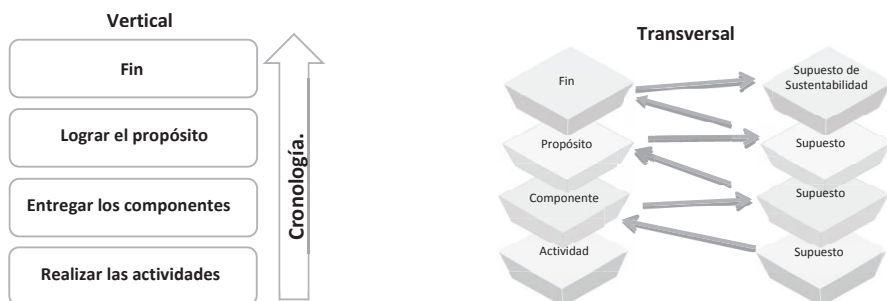 Vertical
Fin
Lograr el propósito
Entregar los componentes
Realizar las actividades
Cronología.
Transversal
Fin
Supuesto de
Sustentabilidad
Propósito
Supuesto
Componente
Supuesto
Actividad
Supuesto